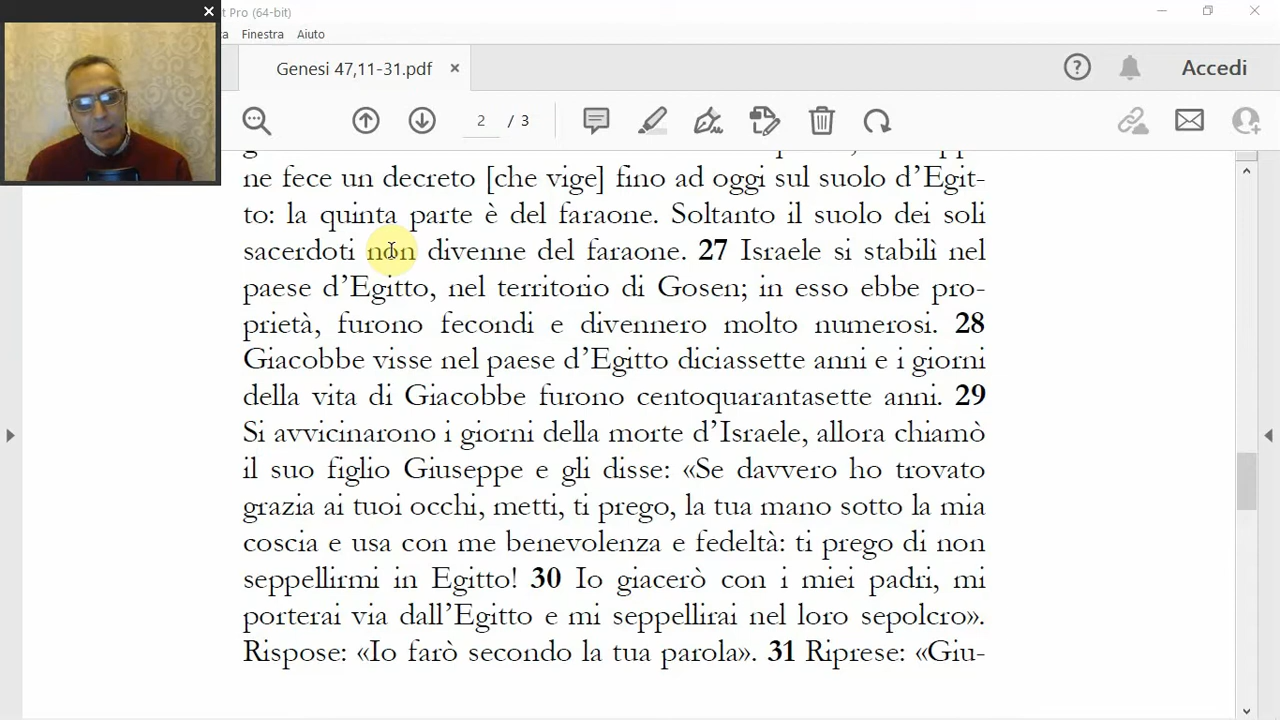 t Pro (64-bit)
Finestra Aiuto
Genesi 47,11-31.pdf
Accedi
2 / 3
ne fece un decreto [che vige] fino ad oggi sul suolo d’Egit-
to: la quinta parte è del faraone. Soltanto il suolo dei soli
sacerdoti non divenne del faraone. 27 Israele si stabilì nel
paese d’Egitto, nel territorio di Gosen; in esso ebbe pro-
prietà, furono fecondi e divennero molto numerosi. 28
Giacobbe visse nel paese d’Egitto diciassette anni e i giorni
della vita di Giacobbe furono centoquarantasette anni. 29
Si avvicinarono i giorni della morte d’Israele, allora chiamò
il suo figlio Giuseppe e gli disse: «Se davvero ho trovato
grazia ai tuoi occhi, metti, ti prego, la tua mano sotto la mia
coscia e usa con me benevolenza e fedeltà: ti prego di non
seppellirmi in Egitto! 30 Io giacerò con i miei padri, mi
porterai via dall’Egitto e mi seppellirai nel loro sepolcro».
Rispose: «Io farò secondo la tua parola». 31 Riprese: «Giu-